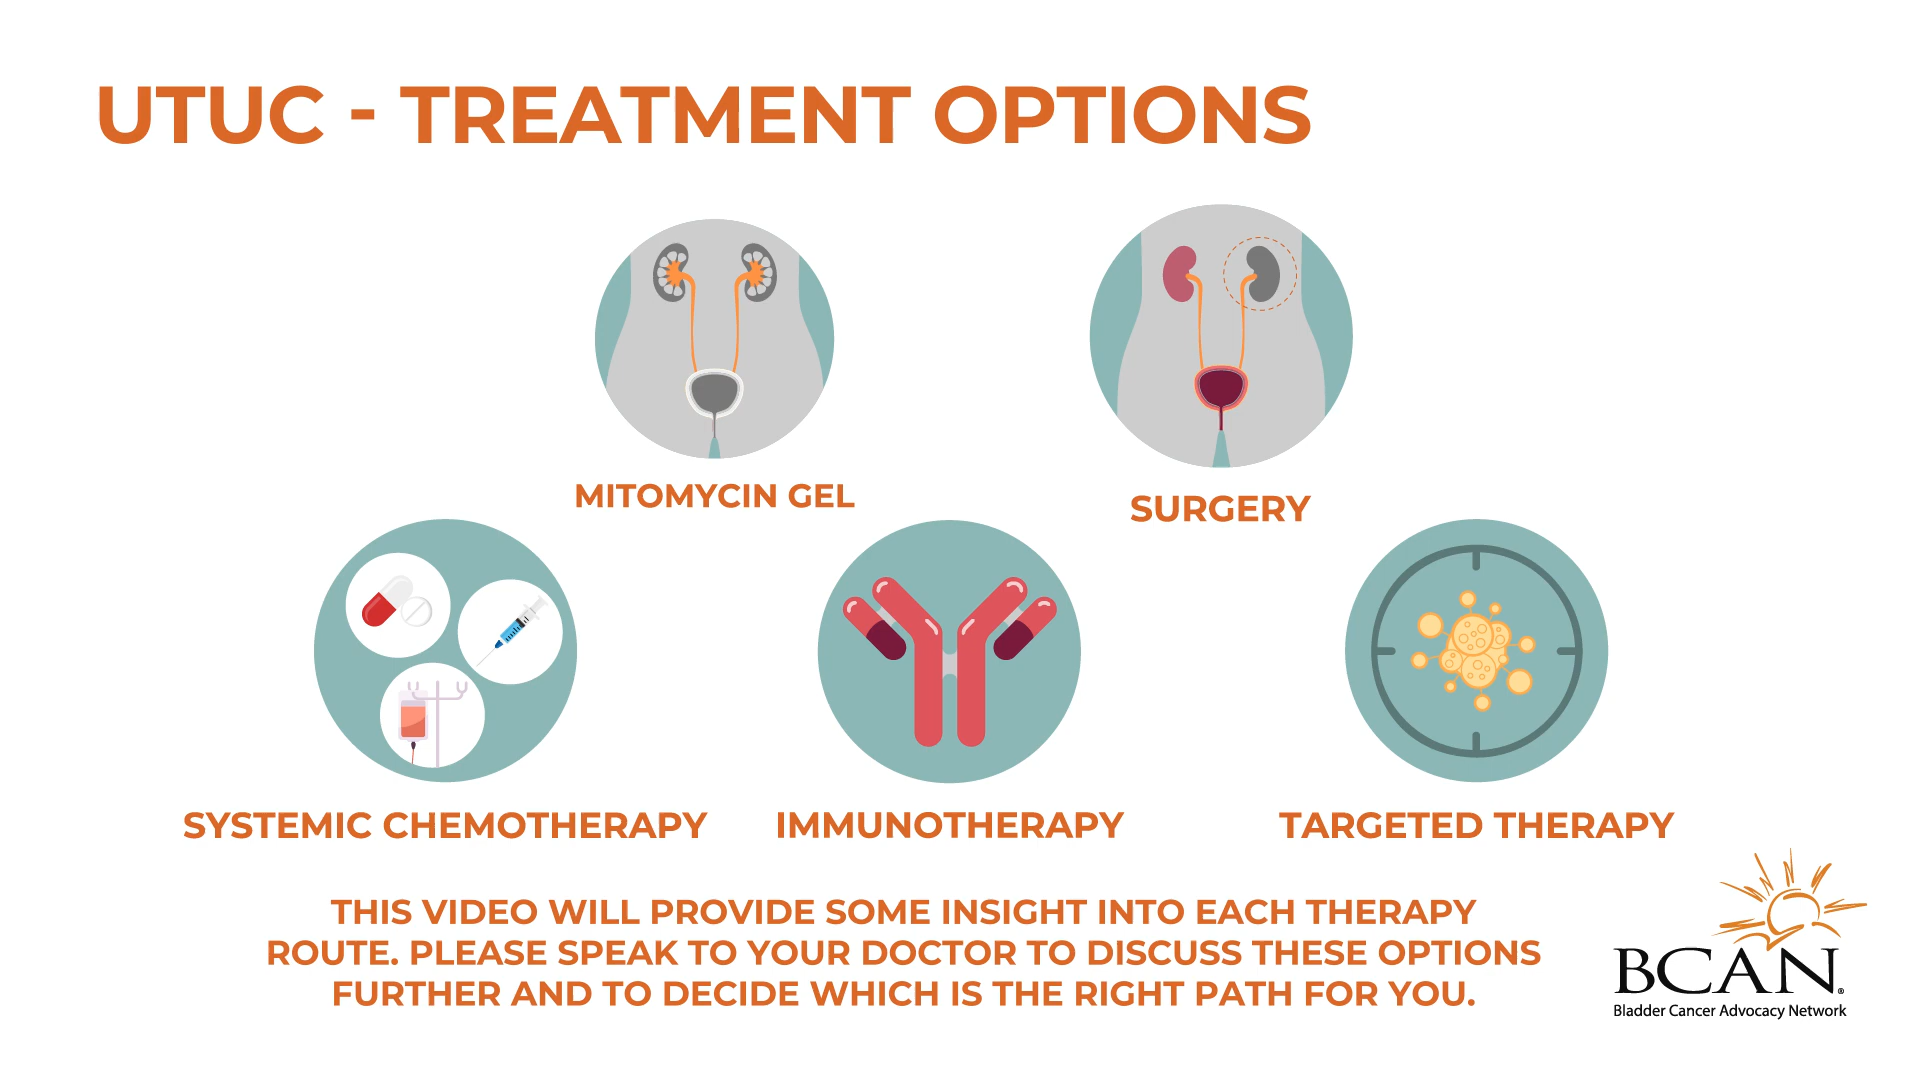 UTUC - TREATMENT OPTIONS
MITOMYCIN GEL
SURGERY
SYSTEMIC CHEMOTHERAPY
IMMUNOTHERAPY
TARGETED THERAPY
THIS VIDEO WILL PROVIDE SOME INSIGHT INTO EACH THERAPY
ROUTE. PLEASE SPEAK TO YOUR DOCTOR TO DISCUSS THESE OPTIONS
FURTHER AND TO DECIDE WHICH IS THE RIGHT PATH FOR YOU.
BCAN®
Bladder Cancer Advocacy Network